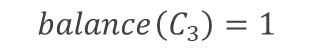 balance(C₃) = 1